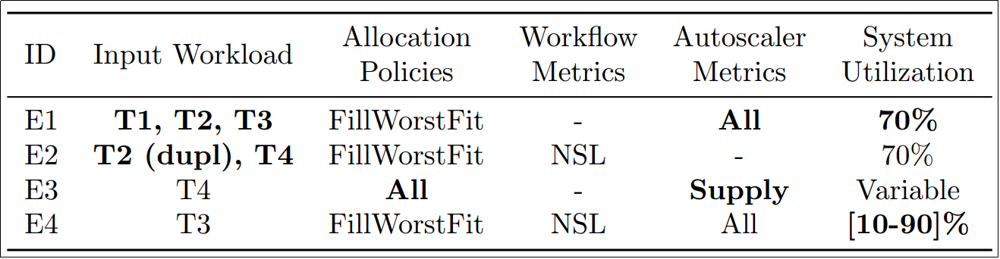 ID Input Workload Allocation Policies Workflow Metrics Autoscaler Metrics System Utilization
E1 T1, T2, T3 FillWorstFit - All 70%
E2 T2 (dupl), T4 FillWorstFit NSL - 70%
E3 T4 All - Supply Variable
E4 T3 FillWorstFit NSL All [10-90]%